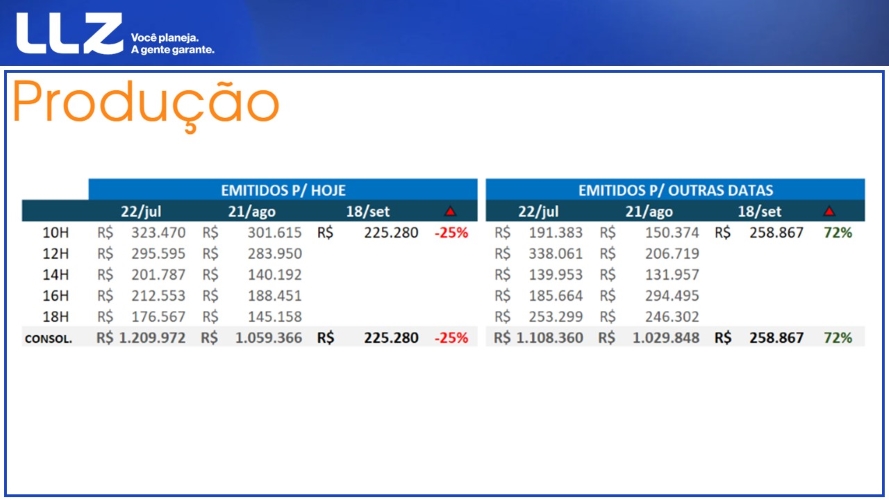 LLZ Você planeja.
A gente garante.
Produção
EMITIDOS P/ HOJE EMITIDOS P/ OUTRAS DATAS
22/jul 21/ago 18/set 22/jul 21/ago 18/set
10H R$ 323.470 R$ 301.615 R$ 225.280 -25% R$ 191.383 R$ 150.374 R$ 258.867 72%
12H R$ 295.595 R$ 283.950 R$ 338.061 R$ 206.719
14H R$ 201.787 R$ 140.192 R$ 139.953 R$ 131.957
16H R$ 212.553 R$ 188.451 R$ 185.664 R$ 294.495
18H R$ 176.567 R$ 145.158 R$ 253.299 R$ 246.302
CONSOL. R$ 1.209.972 R$ 1.059.366 R$ 225.280 -25% R$ 1.108.360 R$ 1.029.848 R$ 258.867 72%